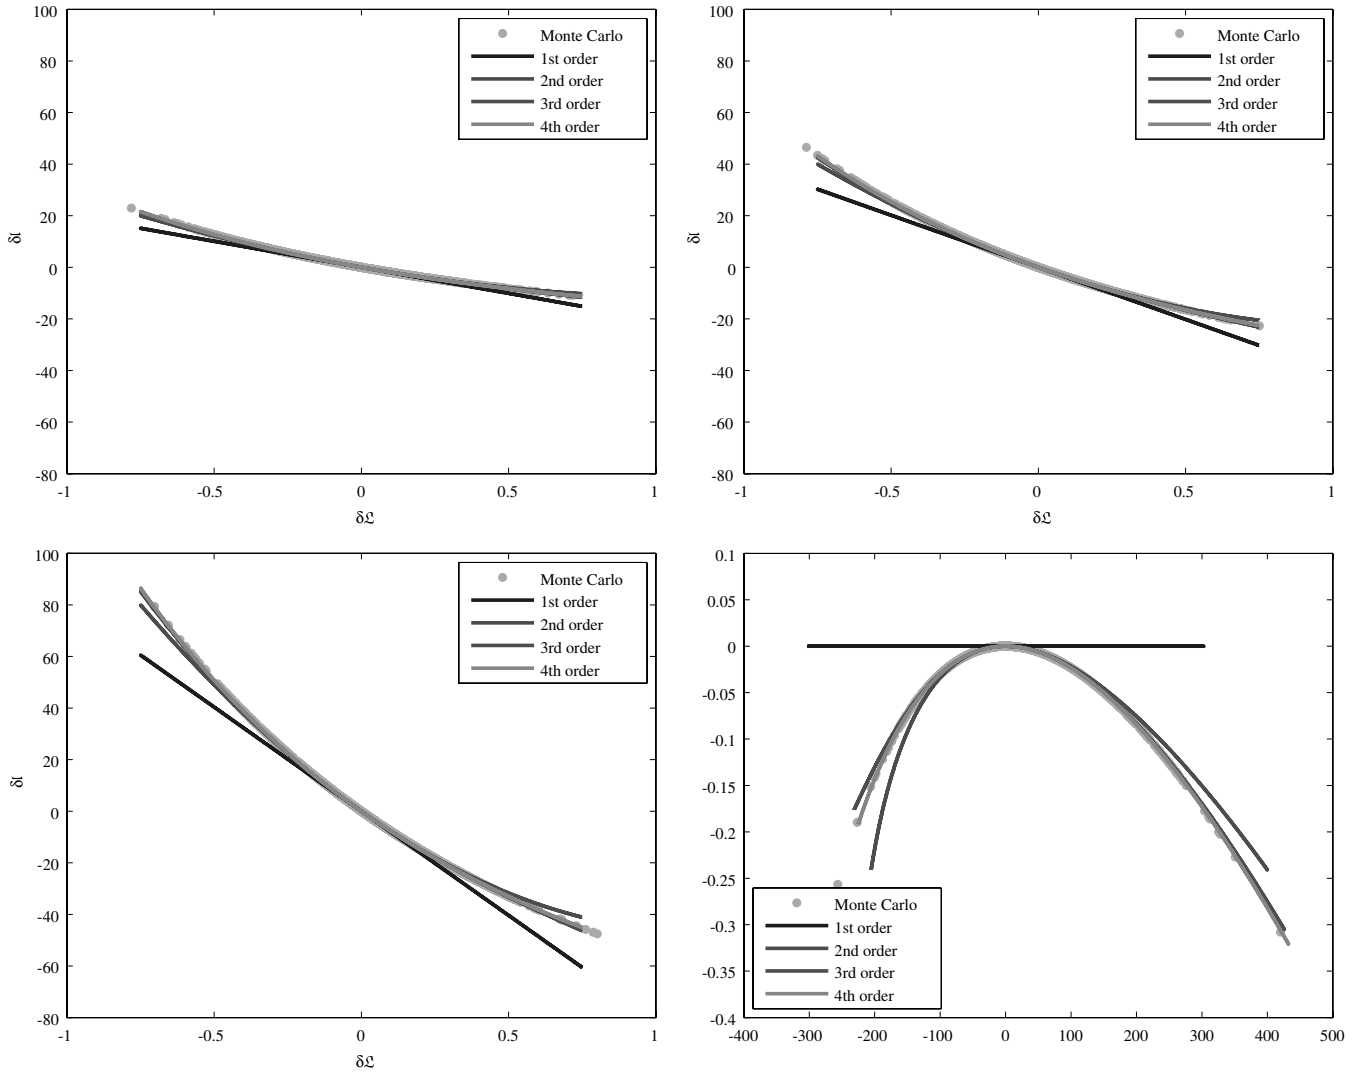 100
80
60
40
20
0
-20
-40
-60
-80
-1
-0.5
0
0.5
1
δl
δ𝔏
Monte Carlo
1st order
2nd order
3rd order
4th order
100
80
60
40
20
0
-20
-40
-60
-80
-1
-0.5
0
0.5
1
δl
δ𝔏
Monte Carlo
1st order
2nd order
3rd order
4th order
100
80
60
40
20
0
-20
-40
-60
-80
-1
-0.5
0
0.5
1
δl
δ𝔏
Monte Carlo
1st order
2nd order
3rd order
4th order
0.1
0.05
0
-0.05
-0.1
-0.15
-0.2
-0.25
-0.3
-0.35
-0.4
-400
-300
-200
-100
0
100
200
300
400
500
Monte Carlo
1st order
2nd order
3rd order
4th order